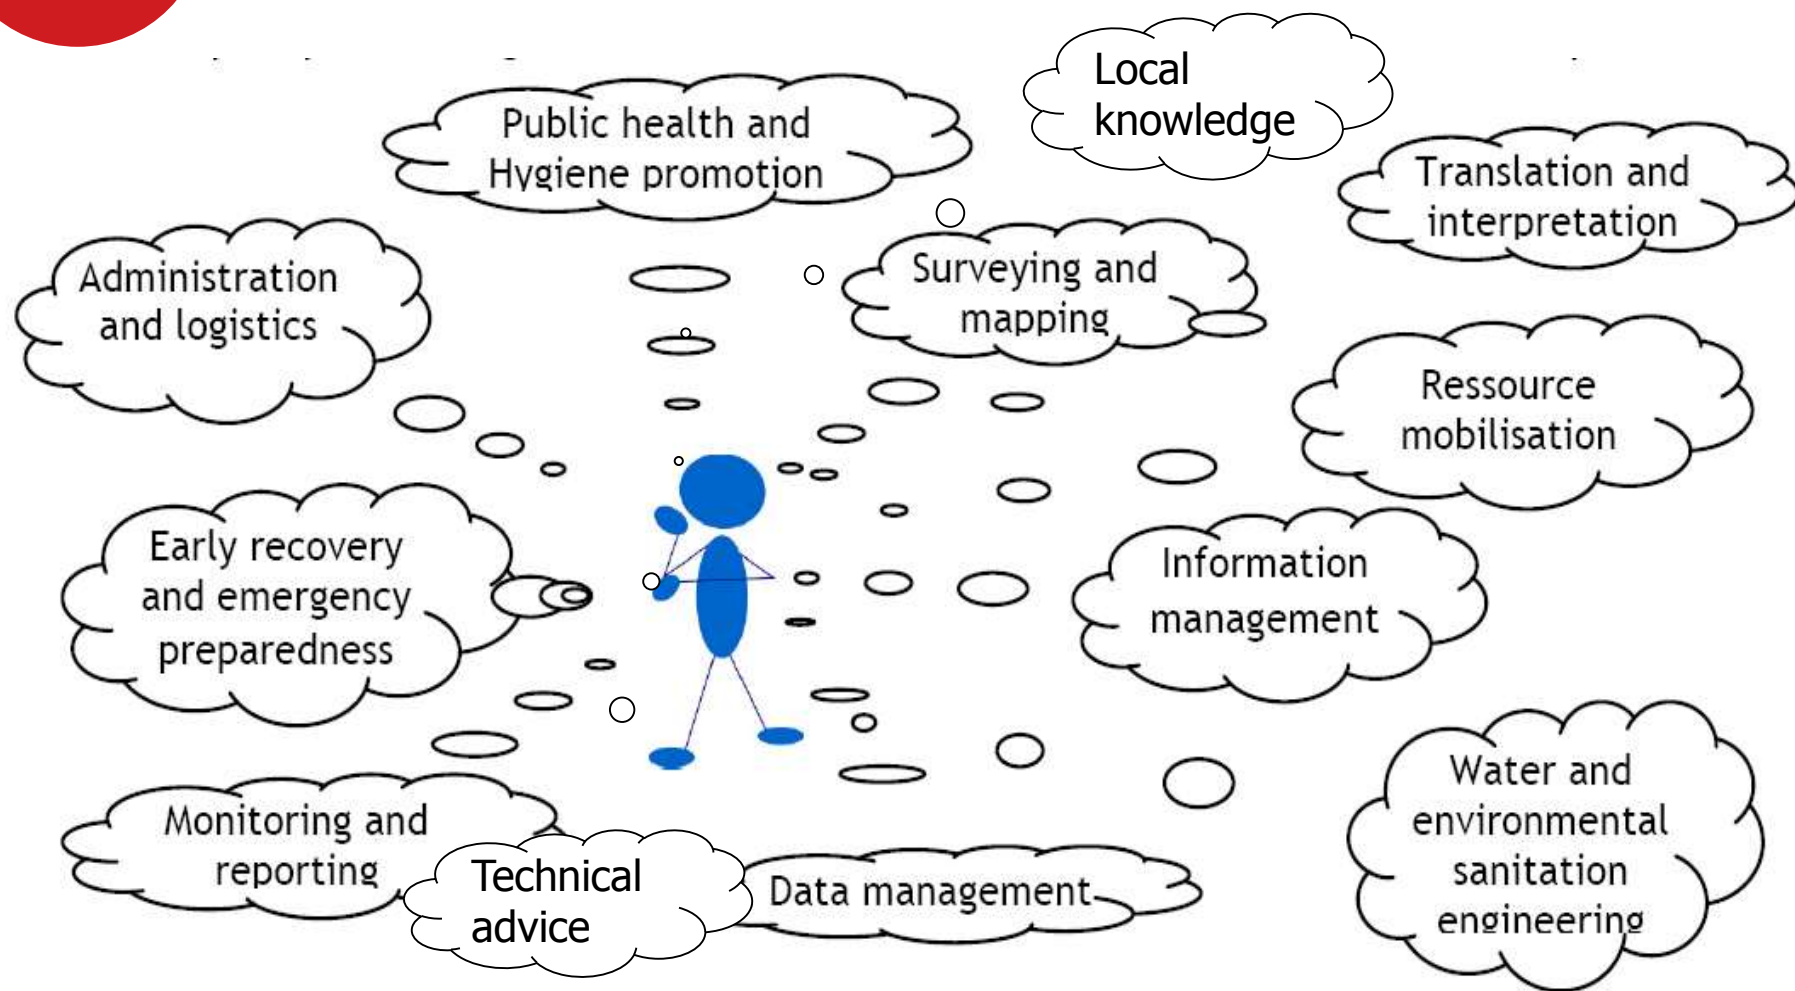 Local
knowledge
Public health and
Hygiene promotion
Translation and
interpretation
Administration
and logistics
Surveying and
mapping
Ressource
mobilisation
Early recovery
and emergency
preparedness
Information
management
Monitoring and
reporting
Technical
advice
Data management
Water and
environmental
sanitation
engineering